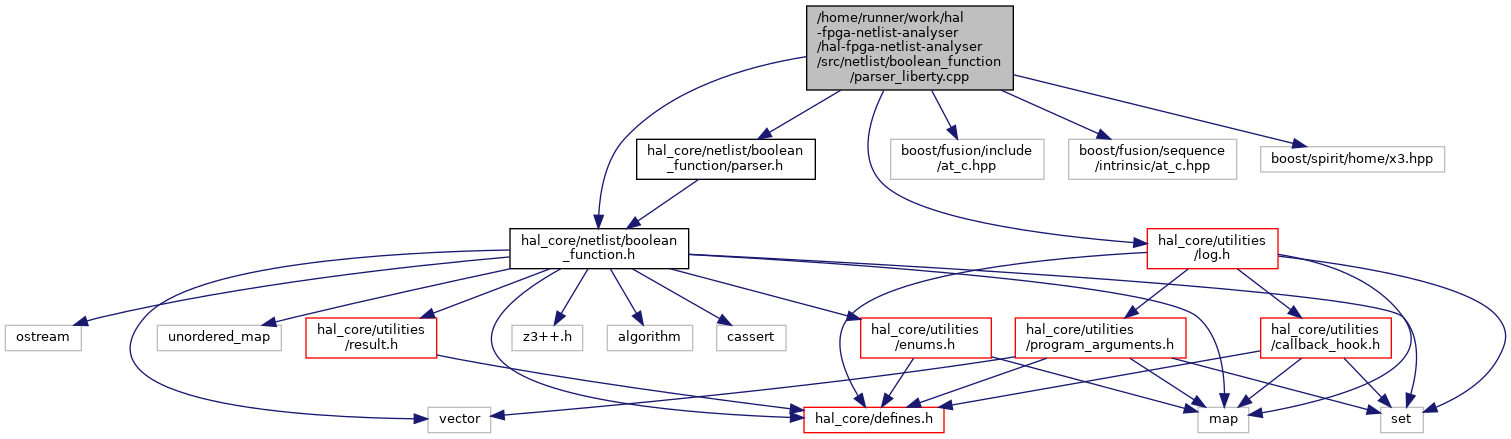 /home/runner/work/hal
-fpga-netlist-analyser
/hal-fpga-netlist-analyser
/src/netlist/boolean_function
/parser_liberty.cpp
hal_core/netlist/boolean
_function/parser.h
boost/fusion/include
/at_c.hpp
boost/fusion/sequence
/intrinsic/at_c.hpp
boost/spirit/home/x3.hpp
hal_core/netlist/boolean
_function.h
hal_core/utilities
/log.h
ostream
unordered_map
hal_core/utilities
/result.h
z3++.h
algorithm
cassert
hal_core/utilities
/enums.h
hal_core/utilities
/program_arguments.h
hal_core/utilities
/callback_hook.h
vector
hal_core/defines.h
map
set